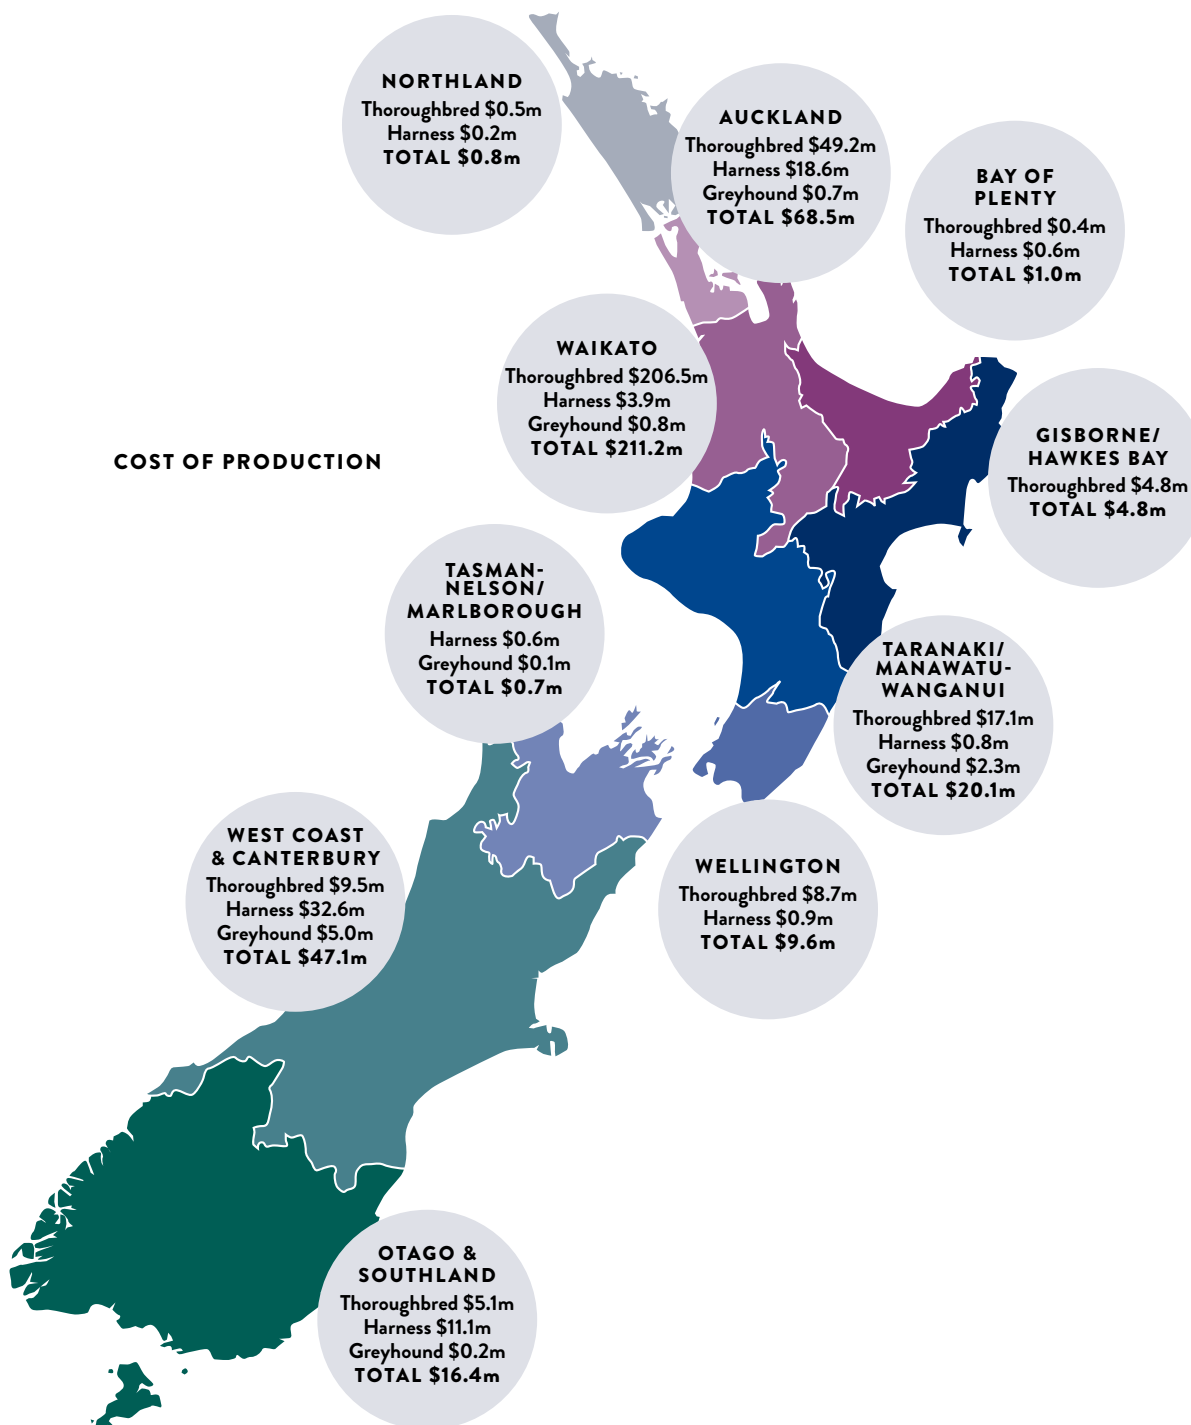 NORTHLAND
Thoroughbred $0.5m
Harness $0.2m
TOTAL $0.8m
AUCKLAND
Thoroughbred $49.2m
Harness $18.6m
Greyhound $0.7m
TOTAL $68.5m
BAY OF
PLENTY
Thoroughbred $0.4m
Harness $0.6m
TOTAL $1.0m
WAIKATO
Thoroughbred $206.5m
Harness $3.9m
Greyhound $0.8m
TOTAL $211.2m
COST OF PRODUCTION
GISBORNE/
HAWKES BAY
Thoroughbred $4.8m
TOTAL $4.8m
TASMAN-
NELSON/
MARLBOROUGH
Harness $0.6m
Greyhound $0.1m
TOTAL $0.7m
TARANAKI/
MANAWATU-
WANGANUI
Thoroughbred $17.1m
Harness $0.8m
Greyhound $2.3m
TOTAL $20.1m
WEST COAST
& CANTERBURY
Thoroughbred $9.5m
Harness $32.6m
Greyhound $5.0m
TOTAL $47.1m
WELLINGTON
Thoroughbred $8.7m
Harness $0.9m
TOTAL $9.6m
OTAGO &
SOUTHLAND
Thoroughbred $5.1m
Harness $11.1m
Greyhound $0.2m
TOTAL $16.4m